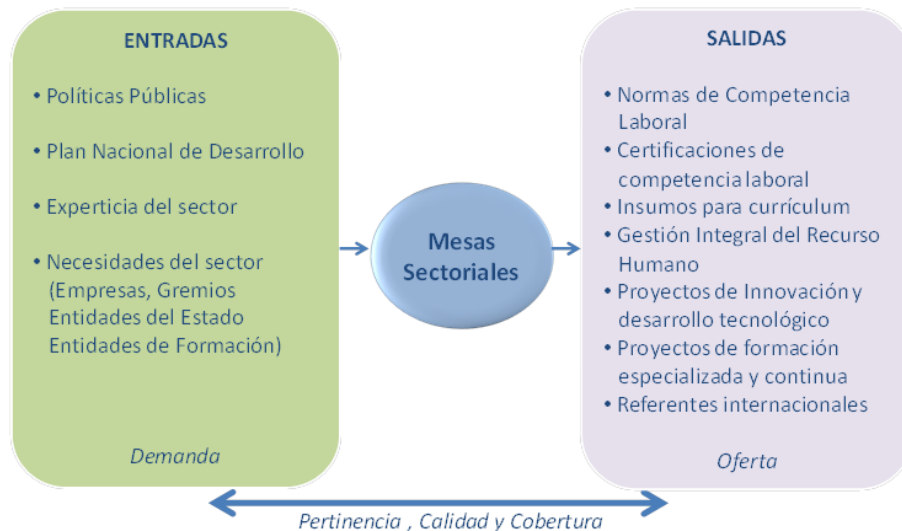 ENTRADAS
• Políticas Públicas
• Plan Nacional de Desarrollo
• Experticia del sector
• Necesidades del sector
(Empresas, Gremios
Entidades del Estado
Entidades de Formación)
Demanda
Mesas
Sectoriales
SALIDAS
• Normas de Competencia
Laboral
• Certificaciones de
competencia laboral
• Insumos para currículum
• Gestión Integral del Recurso
Humano
• Proyectos de Innovación y
desarrollo tecnológico
• Proyectos de formación
especializada y continua
• Referentes internacionales
Oferta
Pertinencia , Calidad y Cobertura